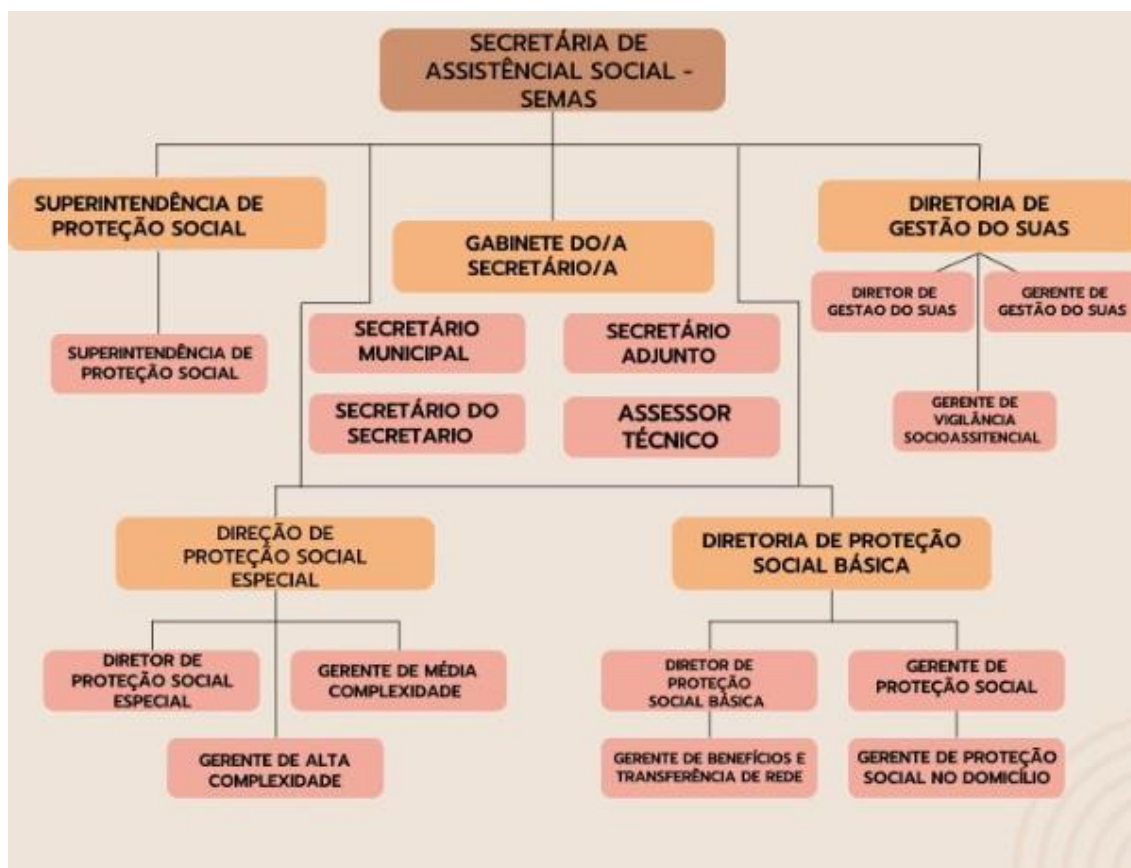 SECRETÁRIA DE
ASSISTÊNCIAL SOCIAL -
SEMAS
SUPERINTENDÊNCIA DE
PROTEÇÃO SOCIAL
GABINETE DO/A
SECRETÁRIO/A
DIRETORIA DE
GESTÃO DO SUAS
SUPERINTENDÊNCIA DE
PROTEÇÃO SOCIAL
SECRETÁRIO
MUNICIPAL
SECRETÁRIO
ADJUNTO
SECRETÁRIO DO
SECRETARIO
ASSESSOR
TÉCNICO
DIRETOR DE
GESTAO DO SUAS
GERENTE DE
GESTÃO DO SUAS
GERENTE DE
VIGILÂNCIA
SOCIOASSITENCIAL
DIREÇÃO DE
PROTEÇÃO SOCIAL
ESPECIAL
DIRETORIA DE PROTEÇÃO
SOCIAL BÁSICA
DIRETOR DE
PROTEÇÃO SOCIAL
ESPECIAL
GERENTE DE MÉDIA
COMPLEXIDADE
GERENTE DE ALTA
COMPLEXIDADE
DIRETOR DE
PROTEÇÃO
SOCIAL BÁSICA
GERENTE DE
PROTEÇÃO SOCIAL
GERENTE DE BENEFÍCIOS E
TRANSFERÊNCIA DE REDE
GERENTE DE PROTEÇÃO
SOCIAL NO DOMICÍLIO